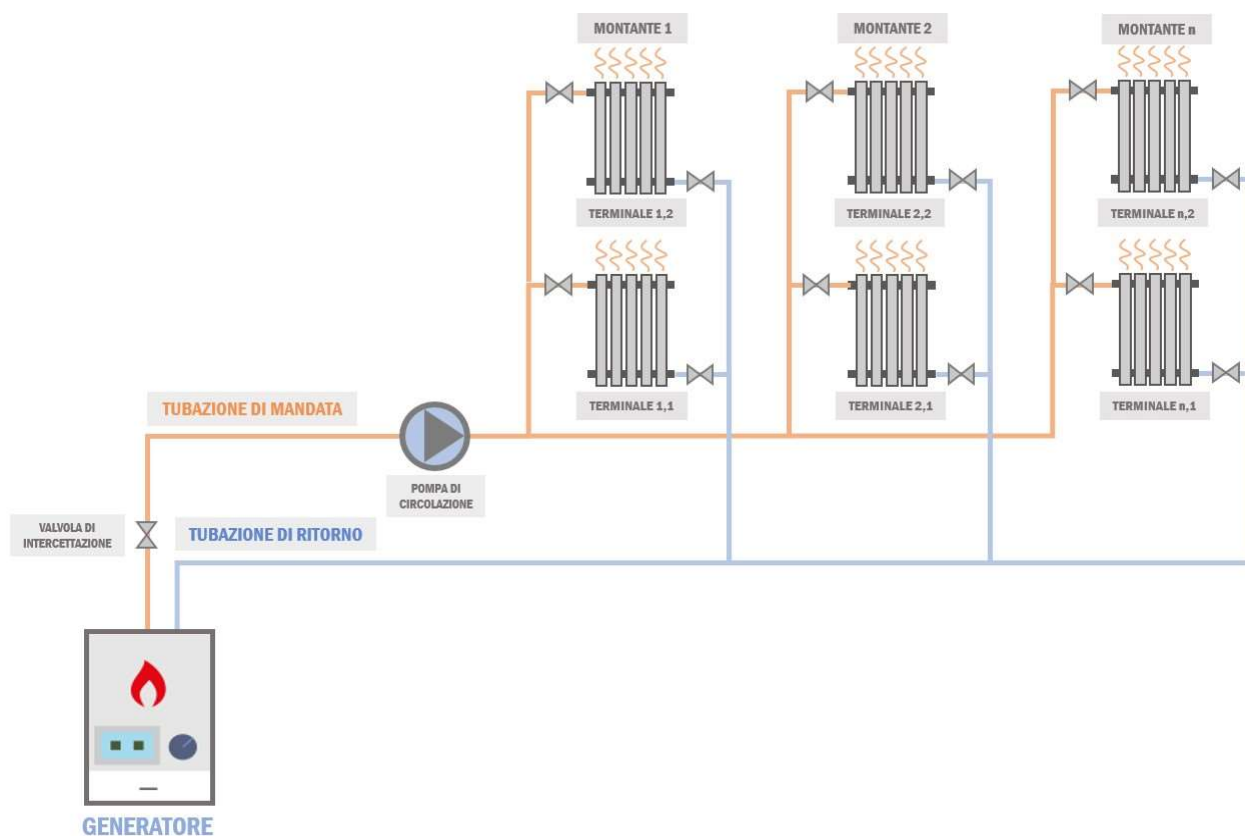 MONTANTE 1
MONTANTE 2
MONTANTE n
TERMINALE 1,2
TERMINALE 2,2
TERMINALE n,2
TERMINALE 1,1
TERMINALE 2,1
TERMINALE n,1
TUBAZIONE DI MANDATA
POMPA DI
CIRCOLAZIONE
VALVOLA DI
INTERCETTAZIONE
TUBAZIONE DI RITORNO
GENERATORE